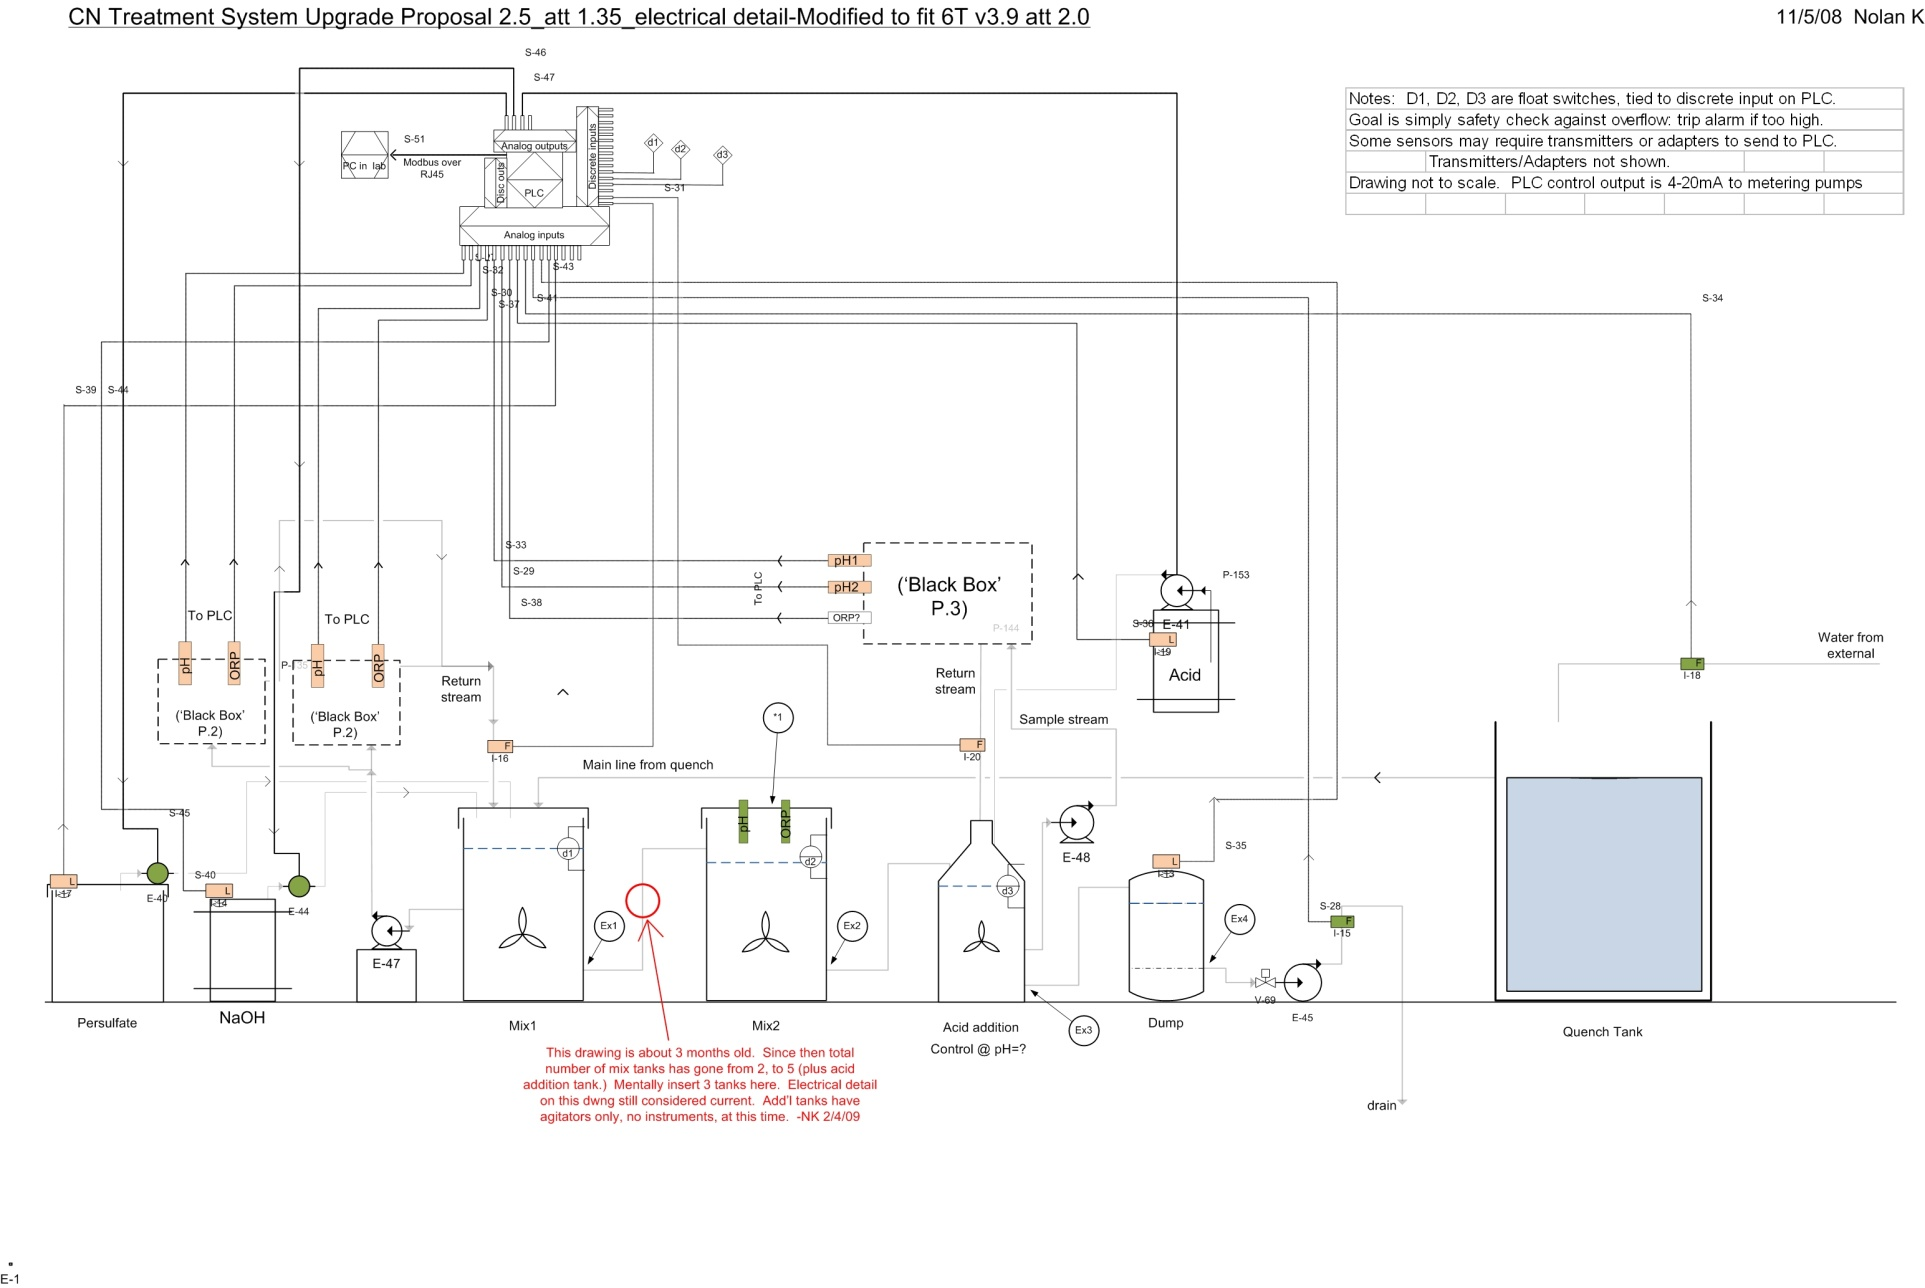 CN Treatment System Upgrade Proposal 2.5_att 1.35_electrical detail-Modified to fit 6T v3.9 att 2.0
11/5/08 Nolan K
S-46
S-47
Notes: D1, D2, D3 are float switches, tied to discrete input on PLC.
Goal is simply safety check against overflow: trip alarm if too high.
Some sensors may require transmitters or adapters to send to PLC.
Transmitters/Adapters not shown.
Drawing not to scale. PLC control output is 4-20mA to metering pumps
S-51
PC in lab
Modbus over
RJ45
Analog outputs
Disc outs
PLC
Discrete inputs
Analog inputs
d1
d2
d3
S-31
S-32
S-43
S-30
S-37
S-41
S-34
S-39
S-44
S-33
S-29
S-38
To PLC
pH1
pH2
ORP?
('Black Box'
P.3)
P-144
P-153
E-41
L
I-19
Acid
To PLC
To PLC
pH
ORP
pH
ORP
('Black Box'
P.2)
('Black Box'
P.2)
Return
stream
Return
stream
Sample stream
Water from
external
F
I-18
*1
F
I-16
F
I-20
Main line from quench
S-45
S-40
L
I-17
E-40
L
I-14
E-44
E-47
d1
Ex1
pH
ORP
d2
Ex2
d3
E-48
Ex3
L
I-13
S-35
Ex4
S-28
F
I-15
V-69
E-45
drain
Persulfate
NaOH
Mix1
Mix2
Acid addition
Control @ pH=?
Dump
Quench Tank
This drawing is about 3 months old. Since then total
number of mix tanks has gone from 2, to 5 (plus acid
addition tank.) Mentally insert 3 tanks here. Electrical detail
on this dwng still considered current. Add'l tanks have
agitators only, no instruments, at this time. -NK 2/4/09
E-1